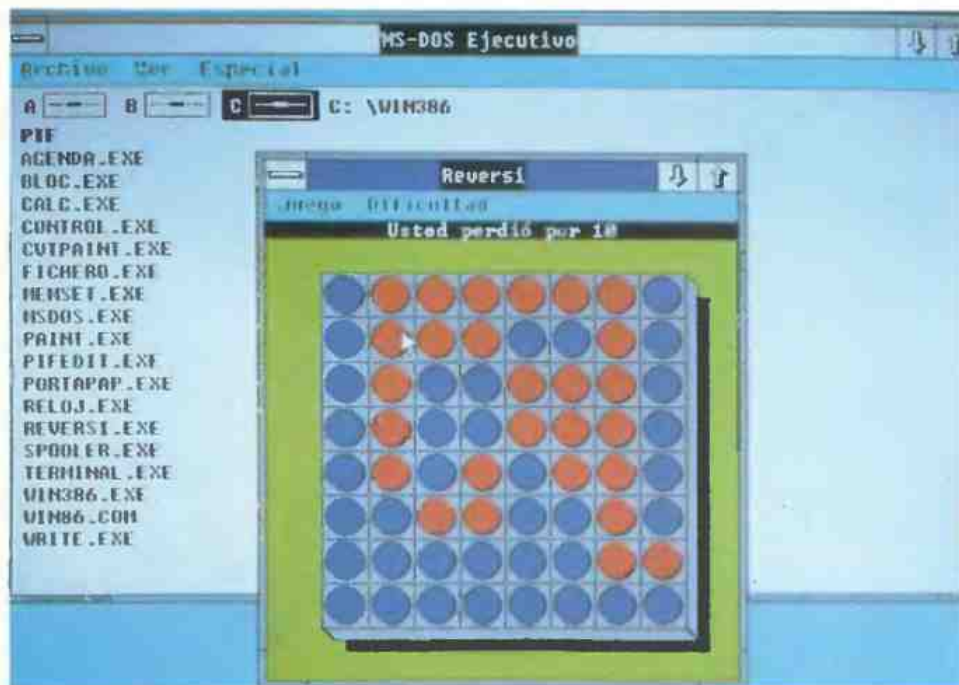 MS-DOS Ejecutivo
Archivo Ver Especial
A B C C: \WIN386
PIF
AGENDA.EXE
BLOC.EXE
CALC.EXE
CONTROL.EXE
CVTPAINT.EXE
FICHERO.EXE
MEMSET.EXE
MSDOS.EXE
PAINT.EXE
PIFEDIT.EXE
PORTAPAP.EXE
RELOJ.EXE
REVERSI.EXE
SPOOLER.EXE
TERMINAL.EXE
WIN386.EXE
WIN86.COM
WRITE.EXE
Reversi
Juego Dificultad
Usted perdió por 10